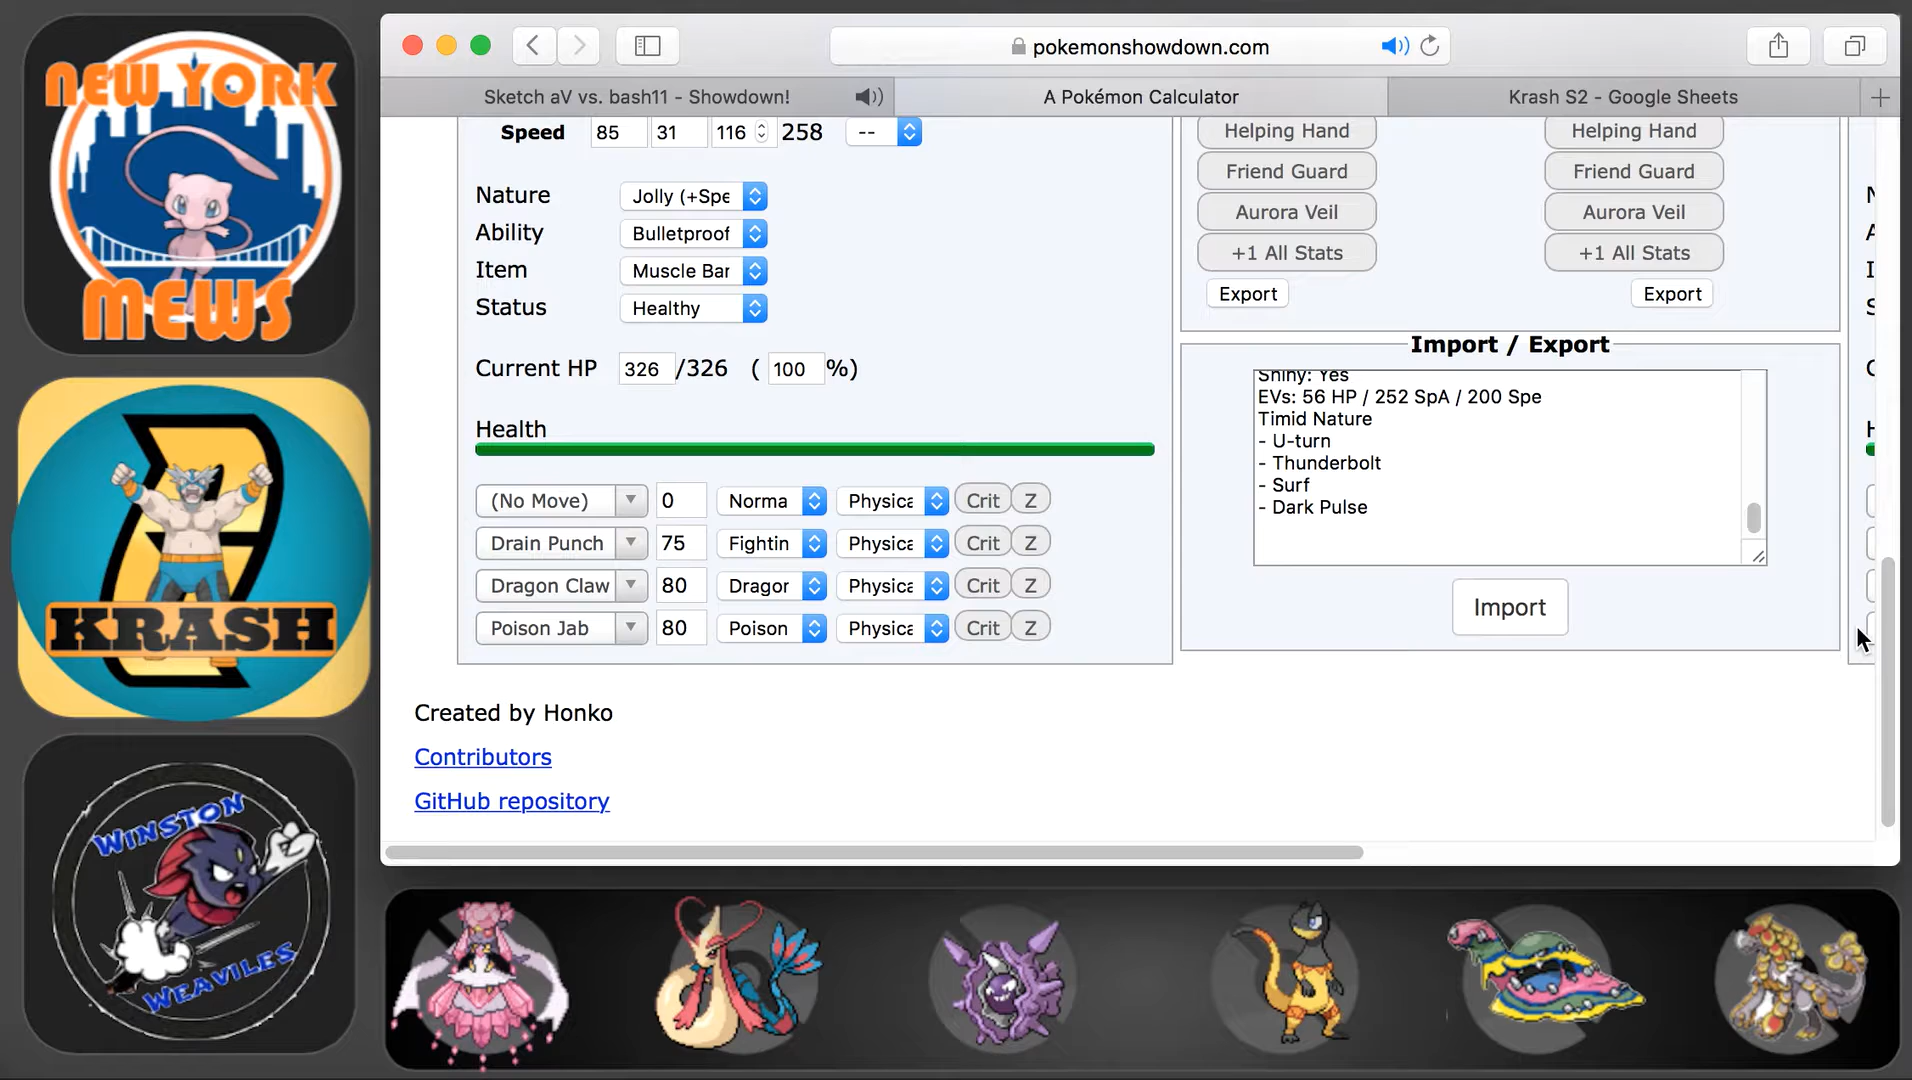 NEW YORK
MEWS
KRASH
WINSTON
WEAVILES
pokemonshowdown.com
Sketch aV vs. bash11 - Showdown!
A Pokémon Calculator
Krash S2 - Google Sheets
Speed 85 31 116 258 --
Nature Jolly (+Spe
Ability Bulletproof
Item Muscle Bar
Status Healthy
Current HP 326 /326 ( 100 %)
Health
(No Move) 0 Norma Physica Crit Z
Drain Punch 75 Fightin Physica Crit Z
Dragon Claw 80 Dragor Physica Crit Z
Poison Jab 80 Poison Physica Crit Z
Helping Hand Helping Hand
Friend Guard Friend Guard
Aurora Veil Aurora Veil
+1 All Stats +1 All Stats
Export Export
Import / Export
Shiny: Yes
EVs: 56 HP / 252 SpA / 200 Spe
Timid Nature
- U-turn
- Thunderbolt
- Surf
- Dark Pulse
Import
Created by Honko
Contributors
GitHub repository